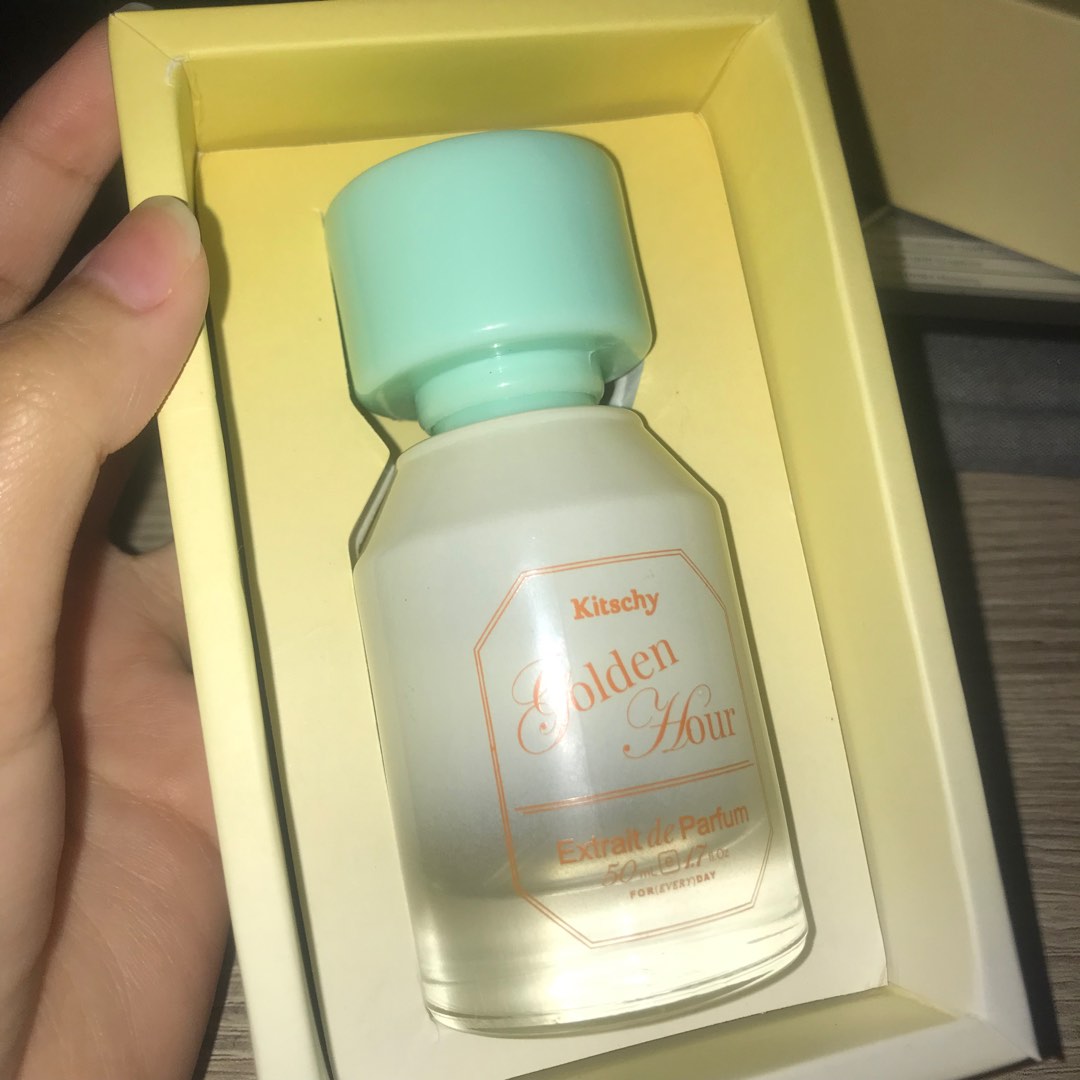 Kitschy
Golden
Hour
Extrait de Parfum
50 mL e 1.7 fl oz
FOR(EVERY)DAY